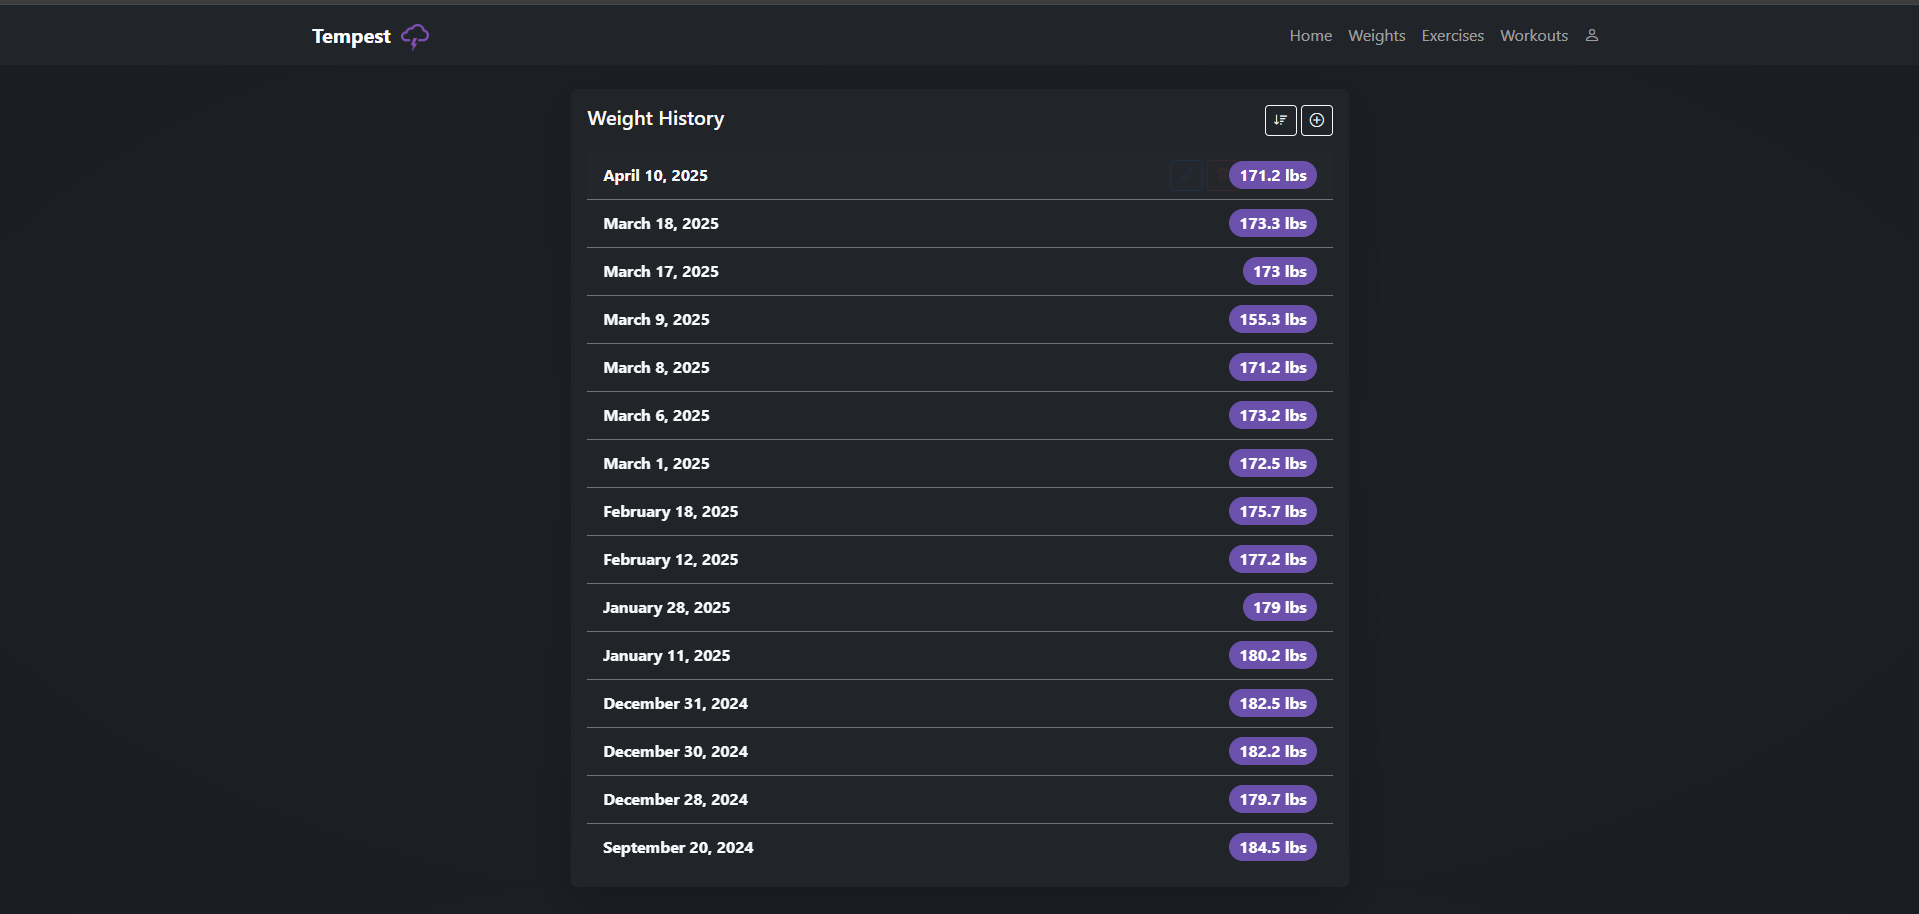 Tempest
Home Weights Exercises Workouts
Weight History
April 10, 2025 171.2 lbs
March 18, 2025 173.3 lbs
March 17, 2025 173 lbs
March 9, 2025 155.3 lbs
March 8, 2025 171.2 lbs
March 6, 2025 173.2 lbs
March 1, 2025 172.5 lbs
February 18, 2025 175.7 lbs
February 12, 2025 177.2 lbs
January 28, 2025 179 lbs
January 11, 2025 180.2 lbs
December 31, 2024 182.5 lbs
December 30, 2024 182.2 lbs
December 28, 2024 179.7 lbs
September 20, 2024 184.5 lbs